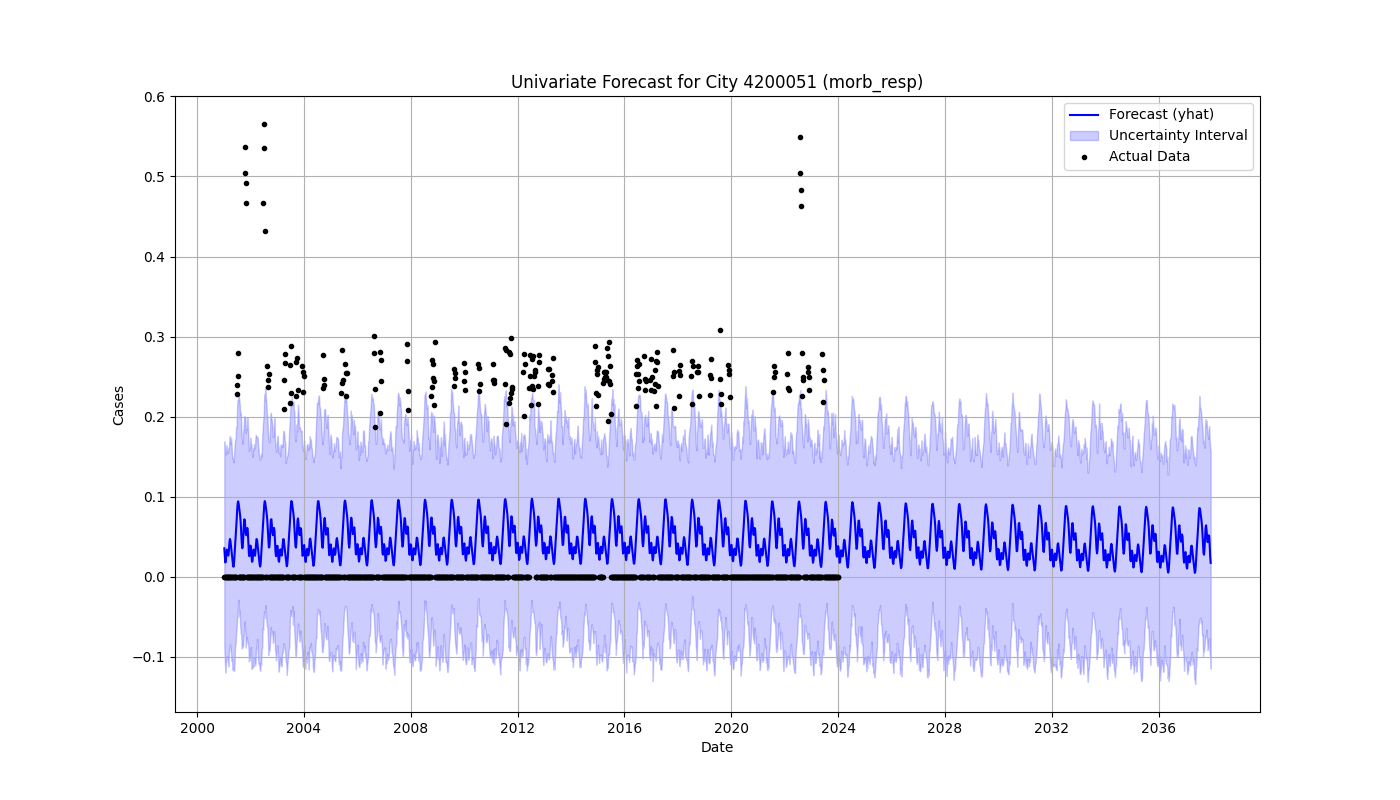 Univariate Forecast for City 4200051 (morb_resp)
Forecast (yhat)
Uncertainty Interval
Actual Data
Cases
0.6
0.5
0.4
0.3
0.2
0.1
0.0
−0.1
2000 2004 2008 2012 2016 2020 2024 2028 2032 2036
Date